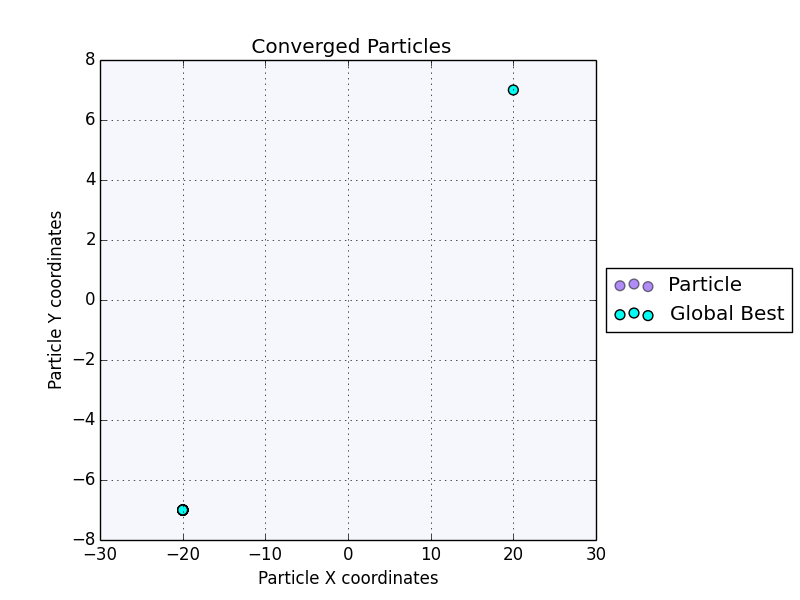 Converged Particles
8
6
4
2
0
−2
−4
−6
−8
Particle Y coordinates
−30 −20 −10 0 10 20 30
Particle X coordinates
Particle
Global Best